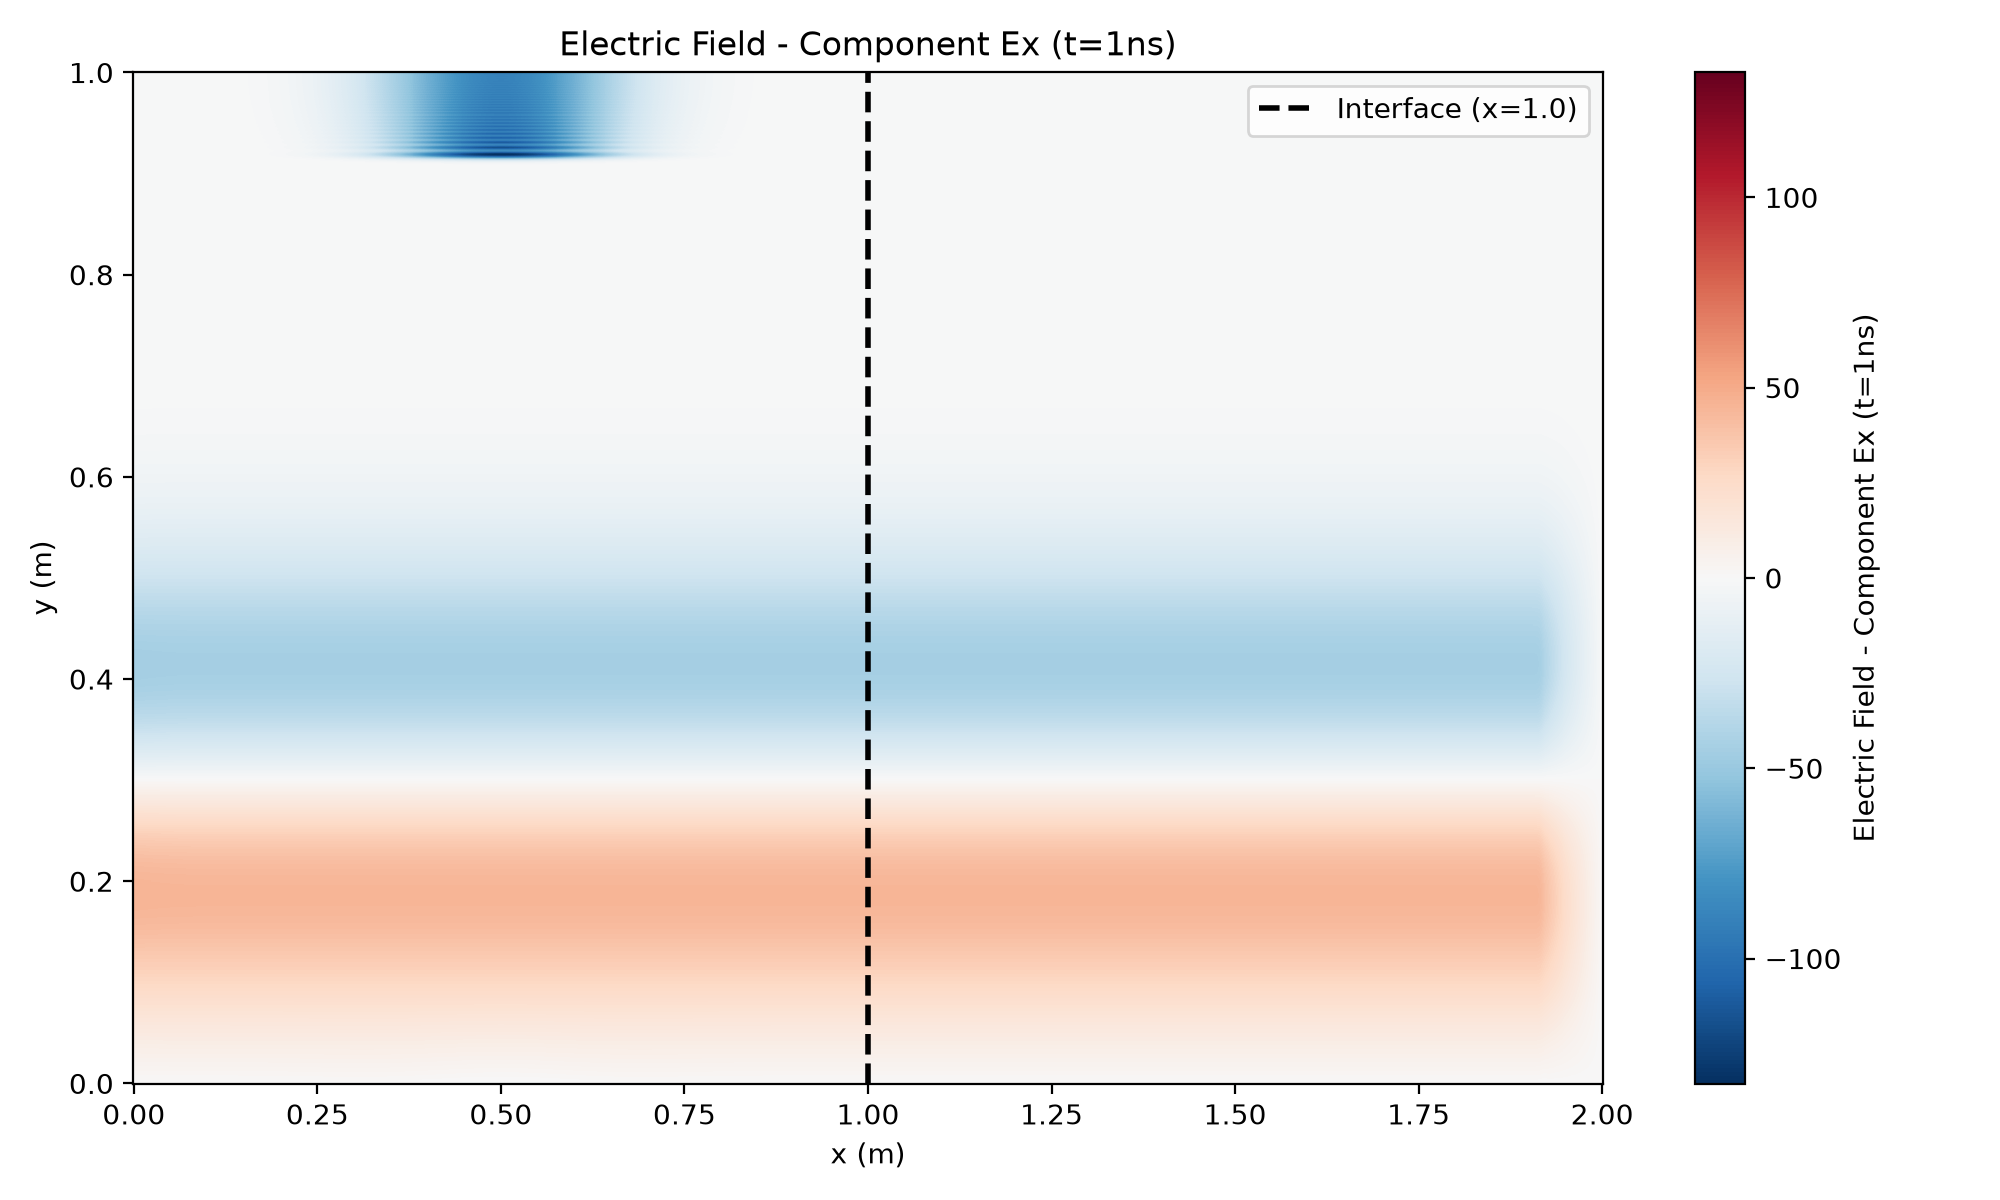 Electric Field - Component Ex (t=1ns)
Interface (x=1.0)
1.0
0.8
0.6
0.4
0.2
0.0
y (m)
0.00 0.25 0.50 0.75 1.00 1.25 1.50 1.75 2.00
x (m)
100
50
0
−50
−100
Electric Field - Component Ex (t=1ns)